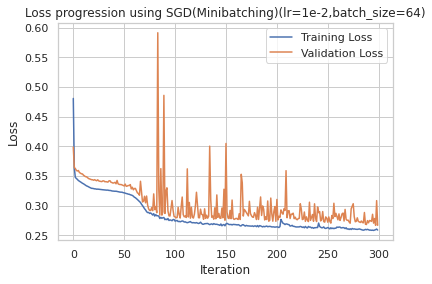 Loss progression using SGD(Minibatching)(lr=1e-2,batch_size=64)
Training Loss
Validation Loss
0.60
0.55
0.50
0.45
0.40
0.35
0.30
0.25
Loss
0 50 100 150 200 250 300
Iteration